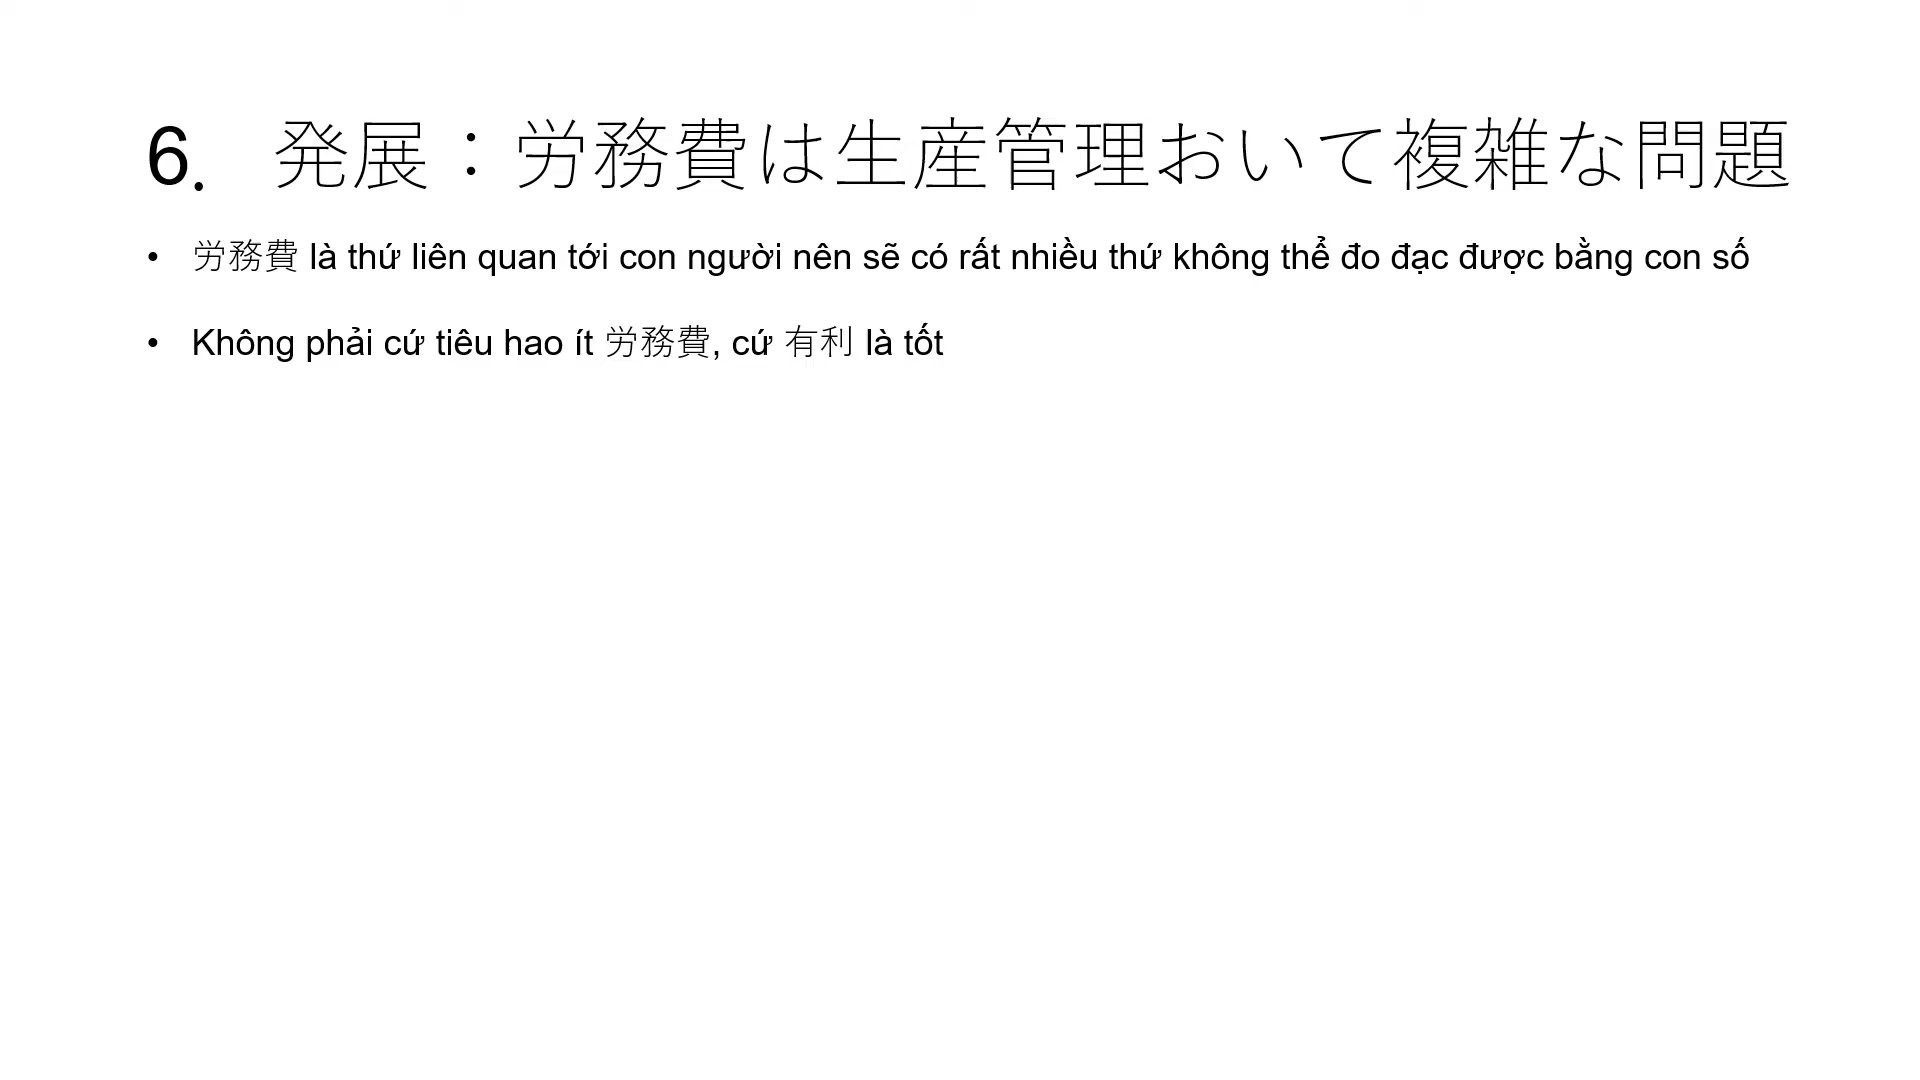 6.　発展：労務費は生産管理おいて複雑な問題
• 労務費 là thứ liên quan tới con người nên sẽ có rất nhiều thứ không thể đo đạc được bằng con số
• Không phải cứ tiêu hao ít 労務費, cứ 有利 là tốt